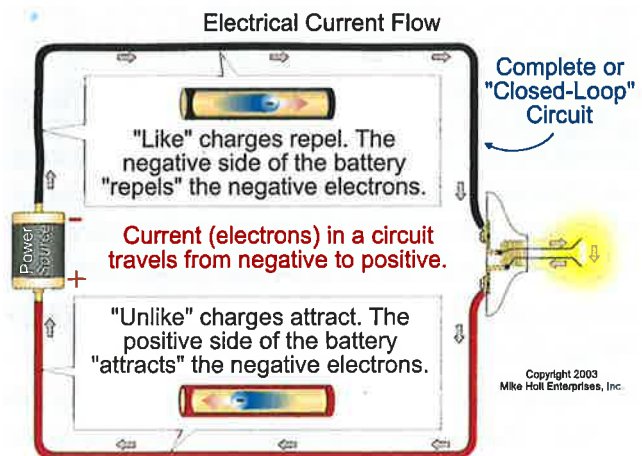 Electrical Current Flow
Complete or
"Closed-Loop"
Circuit
"Like" charges repel. The
negative side of the battery
"repels" the negative electrons.
Power
Source
-
+
Current (electrons) in a circuit
travels from negative to positive.
"Unlike" charges attract. The
positive side of the battery
"attracts" the negative electrons.
Copyright 2003
Mike Holt Enterprises, Inc